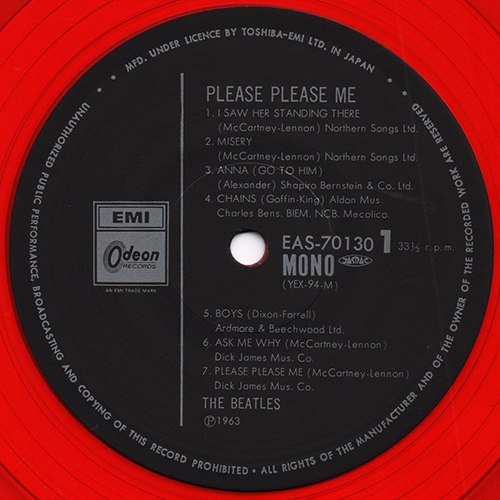 MFD. UNDER LICENCE BY TOSHIBA-EMI LTD. IN JAPAN •
UNAUTHORIZED PUBLIC PERFORMANCE, BROADCASTING AND COPYING OF THIS RECORD PROHIBITED • ALL RIGHTS OF THE MANUFACTURER AND OF THE OWNER OF THE RECORDED WORK ARE RESERVED •
PLEASE PLEASE ME
1. I SAW HER STANDING THERE
(McCartney-Lennon) Northern Songs Ltd.
2. MISERY
(McCartney-Lennon) Northern Songs Ltd.
3. ANNA (GO TO HIM)
(Alexander) Shapro Bernstein & Co. Ltd.
4. CHAINS (Goffin-King) Aldon Mus.
Charles Bens. BIEM, NCB. Mecolico.
EMI
Odeon
RECORDS
AN EMI TRADE MARK
EAS-70130 1 33⅓ r.p.m.
MONO JASRAC
(YEX-94-M)
5. BOYS (Dixon-Farrell)
Ardmore & Beechwood Ltd.
6. ASK ME WHY (McCartney-Lennon)
Dick James Mus. Co.
7. PLEASE PLEASE ME (McCartney-Lennon)
Dick James Mus. Co.
THE BEATLES
Ⓟ1963